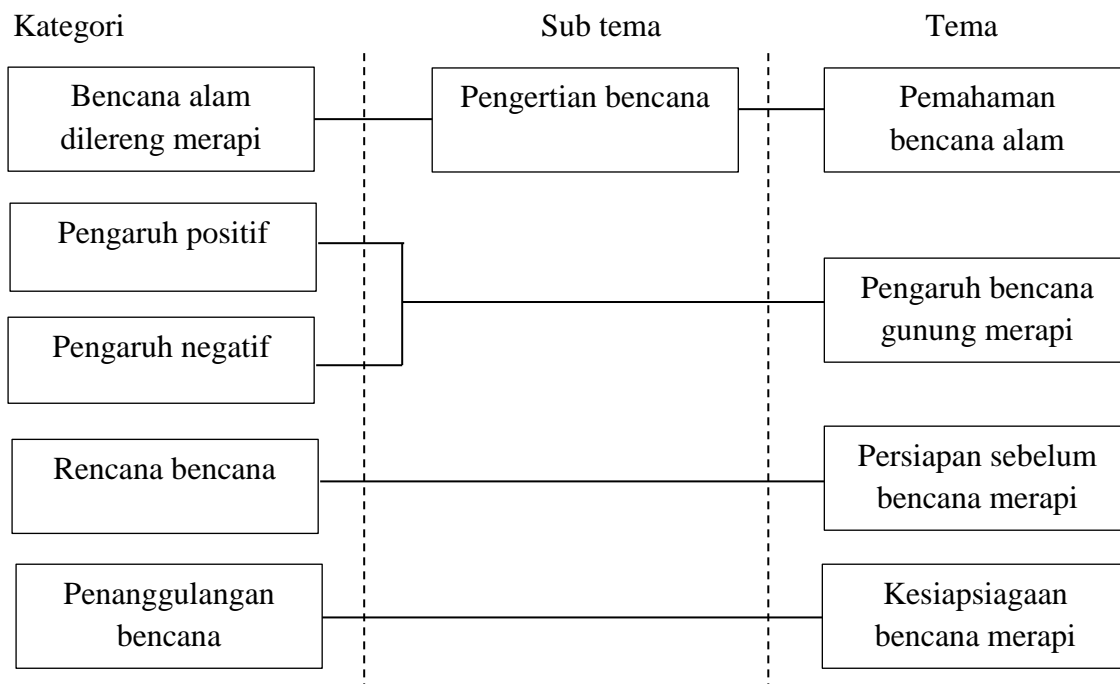 Kategori
Sub tema
Tema
Bencana alam
dilereng merapi
Pengertian bencana
Pemahaman
bencana alam
Pengaruh positif
Pengaruh negatif
Pengaruh bencana
gunung merapi
Rencana bencana
Persiapan sebelum
bencana merapi
Penanggulangan
bencana
Kesiapsiagaan
bencana merapi